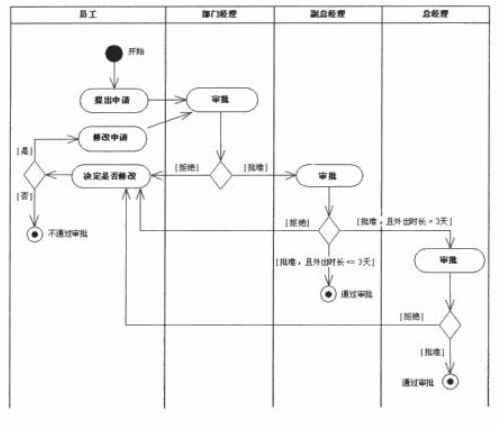 员工 部门经理 副总经理 总经理
开始
提出申请 审批
修改申请
[是]
决定是否修改 [拒绝] [批准] 审批
[否]
[拒绝] [批准，且外出时长 > 3天]
不通过审批
[批准，且外出时长 <= 3天] 审批
通过审批
[拒绝]
[批准]
通过审批